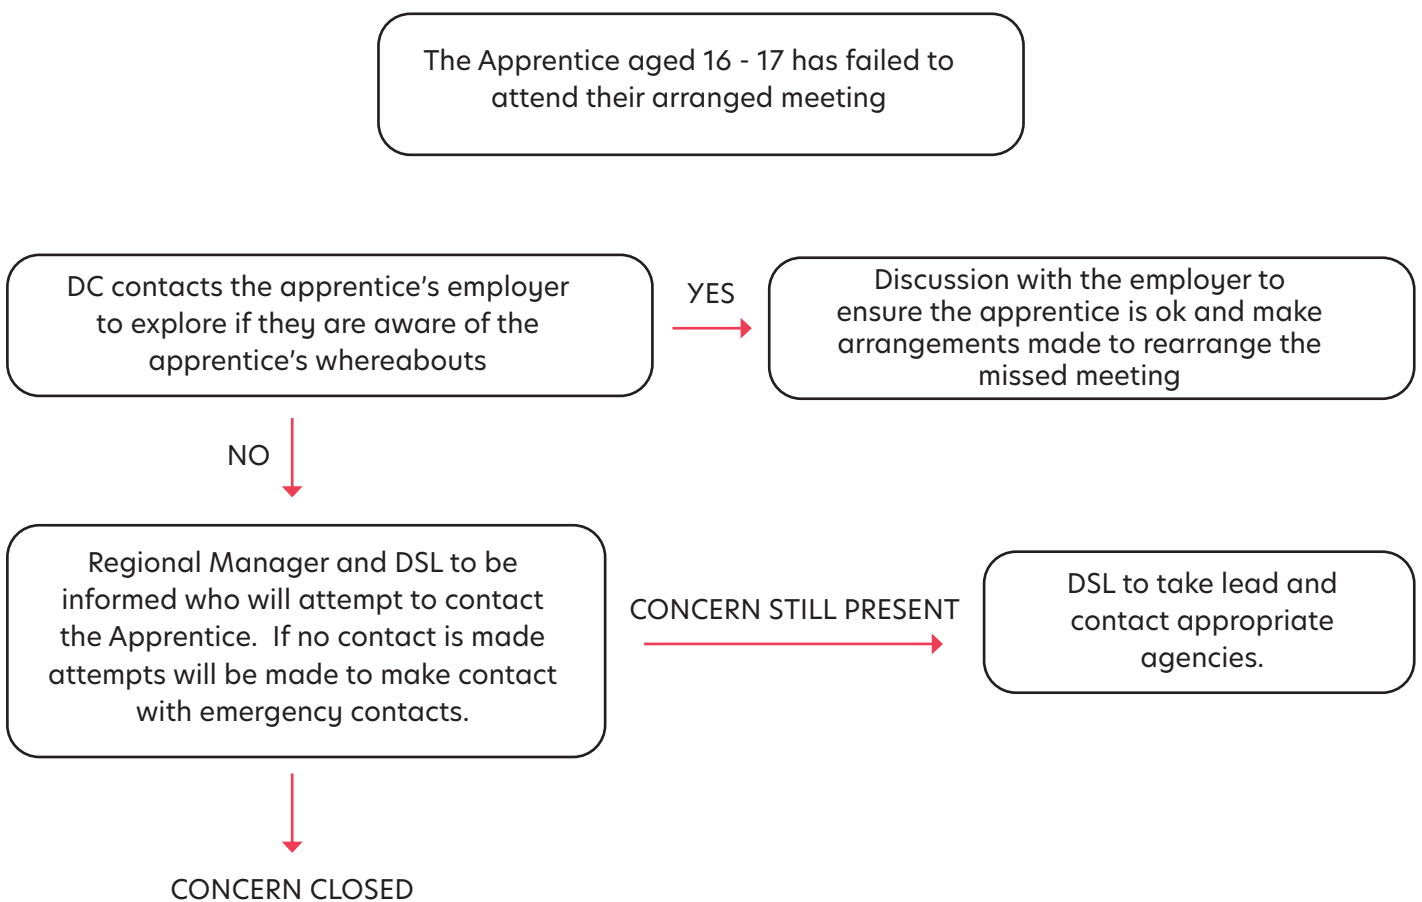 The Apprentice aged 16 - 17 has failed to
attend their arranged meeting
DC contacts the apprentice's employer
to explore if they are aware of the
apprentice's whereabouts
YES
Discussion with the employer to
ensure the apprentice is ok and make
arrangements made to rearrange the
missed meeting
NO
Regional Manager and DSL to be
informed who will attempt to contact
the Apprentice.  If no contact is made
attempts will be made to make contact
with emergency contacts.
CONCERN STILL PRESENT
DSL to take lead and
contact appropriate
agencies.
CONCERN CLOSED